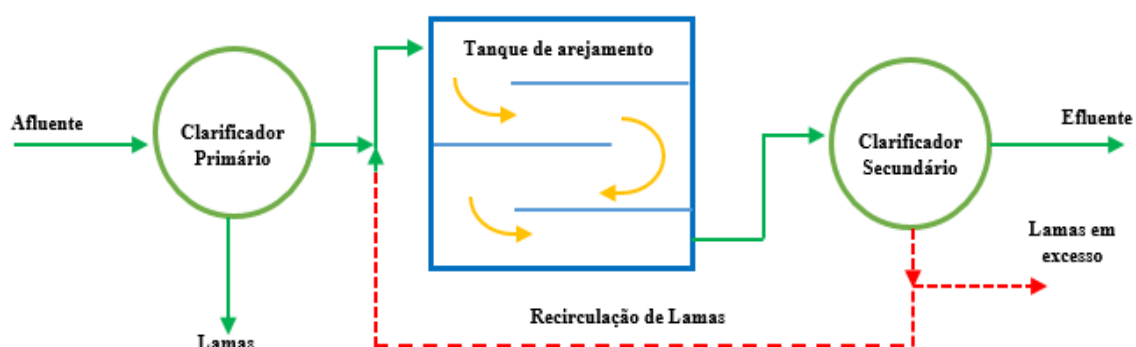 Tanque de arejamento
Afluente
Clarificador
Primário
Clarificador
Secundário
Efluente
Lamas em
excesso
Recirculação de Lamas
Lamas